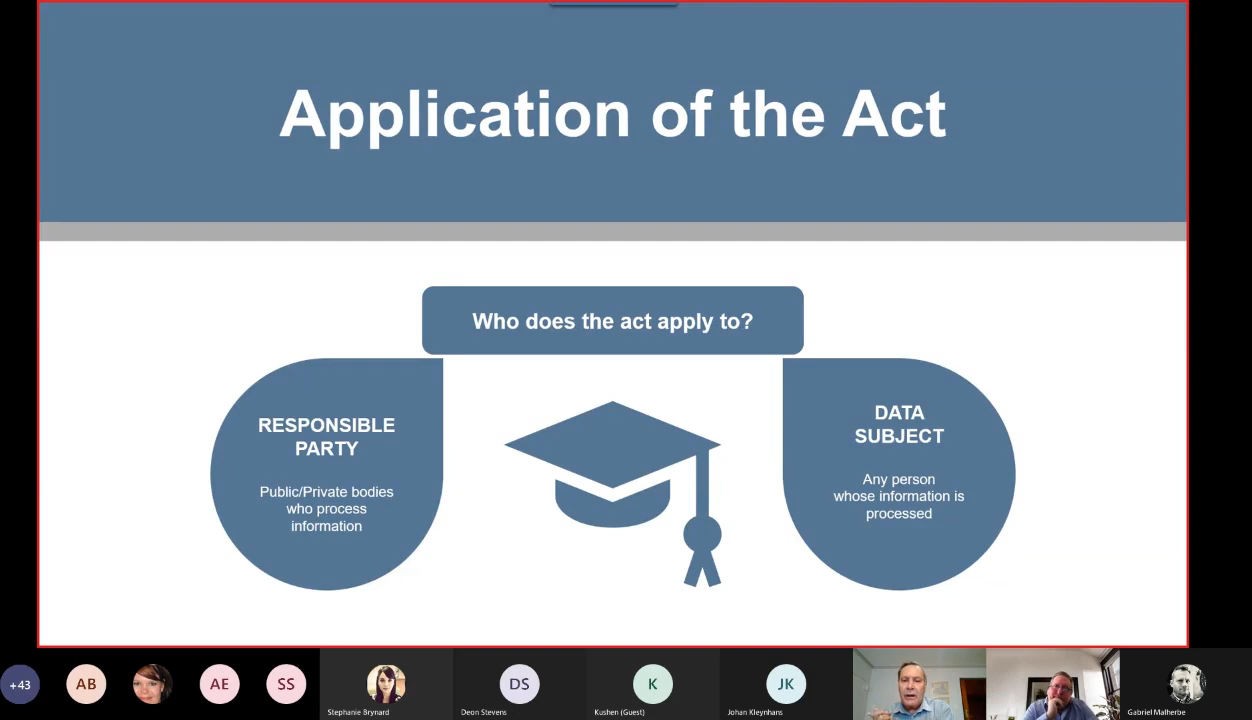 Application of the Act
Who does the act apply to?
RESPONSIBLE
PARTY
Public/Private bodies
who process
information
DATA
SUBJECT
Any person
whose information is
processed
+43
AB
AE
SS
Stephanie Brynard
DS
Deon Stevens
K
Kushen (Guest)
JK
Johan Kleynhans
Gabriel Malherbe